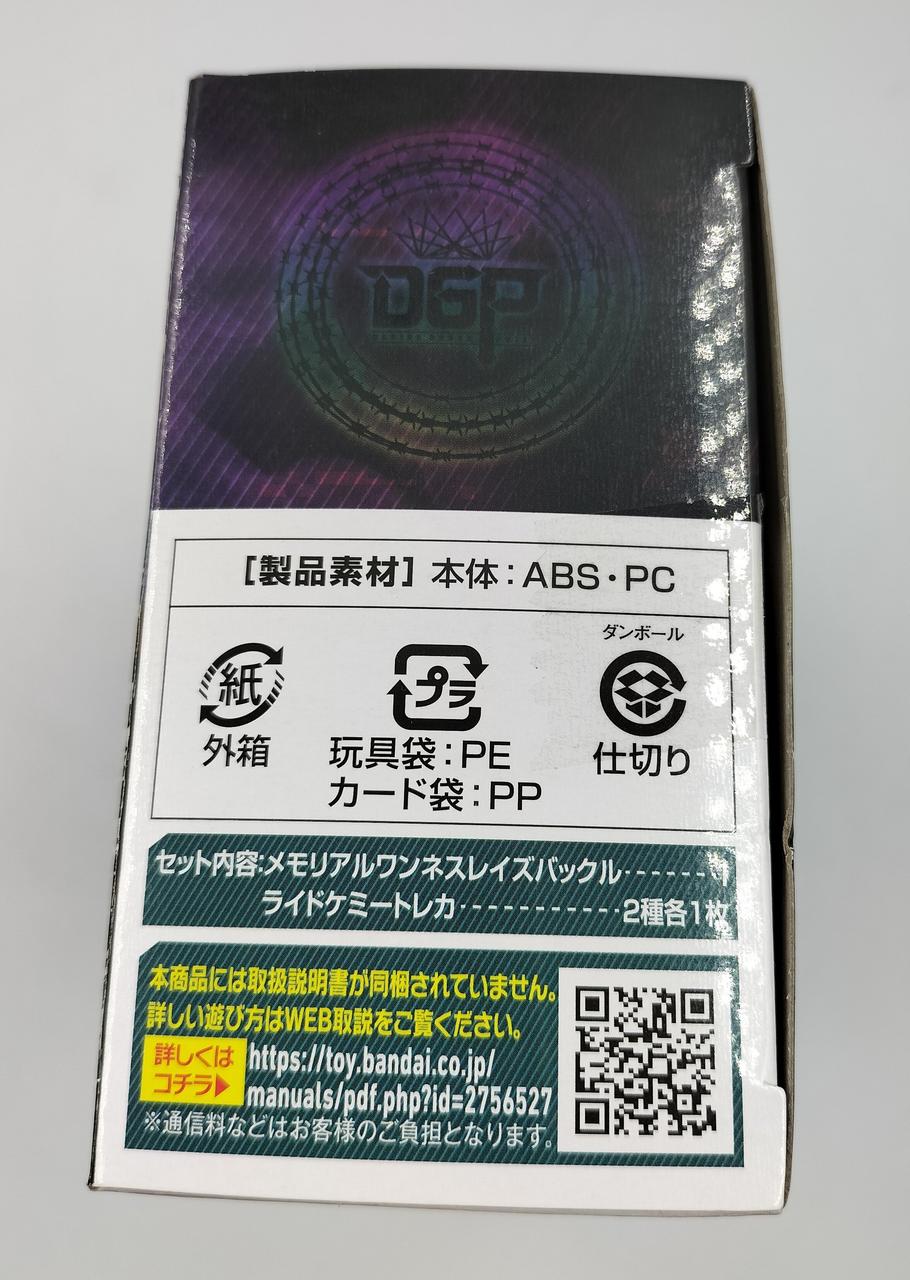 DGP
[製品素材] 本体：ABS・PC
ダンボール
紙
プラ
外箱
玩具袋：PE
カード袋：PP
仕切り
セット内容:メモリアルワンネスレイズバックル-------1
ライドケミートレカ------------2種各1枚
本商品には取扱説明書が同梱されていません。
詳しい遊び方はWEB取説をご覧ください。
詳しくは
コチラ▶
https://toy.bandai.co.jp/
manuals/pdf.php?id=2756527
※通信料などはお客様のご負担となります。